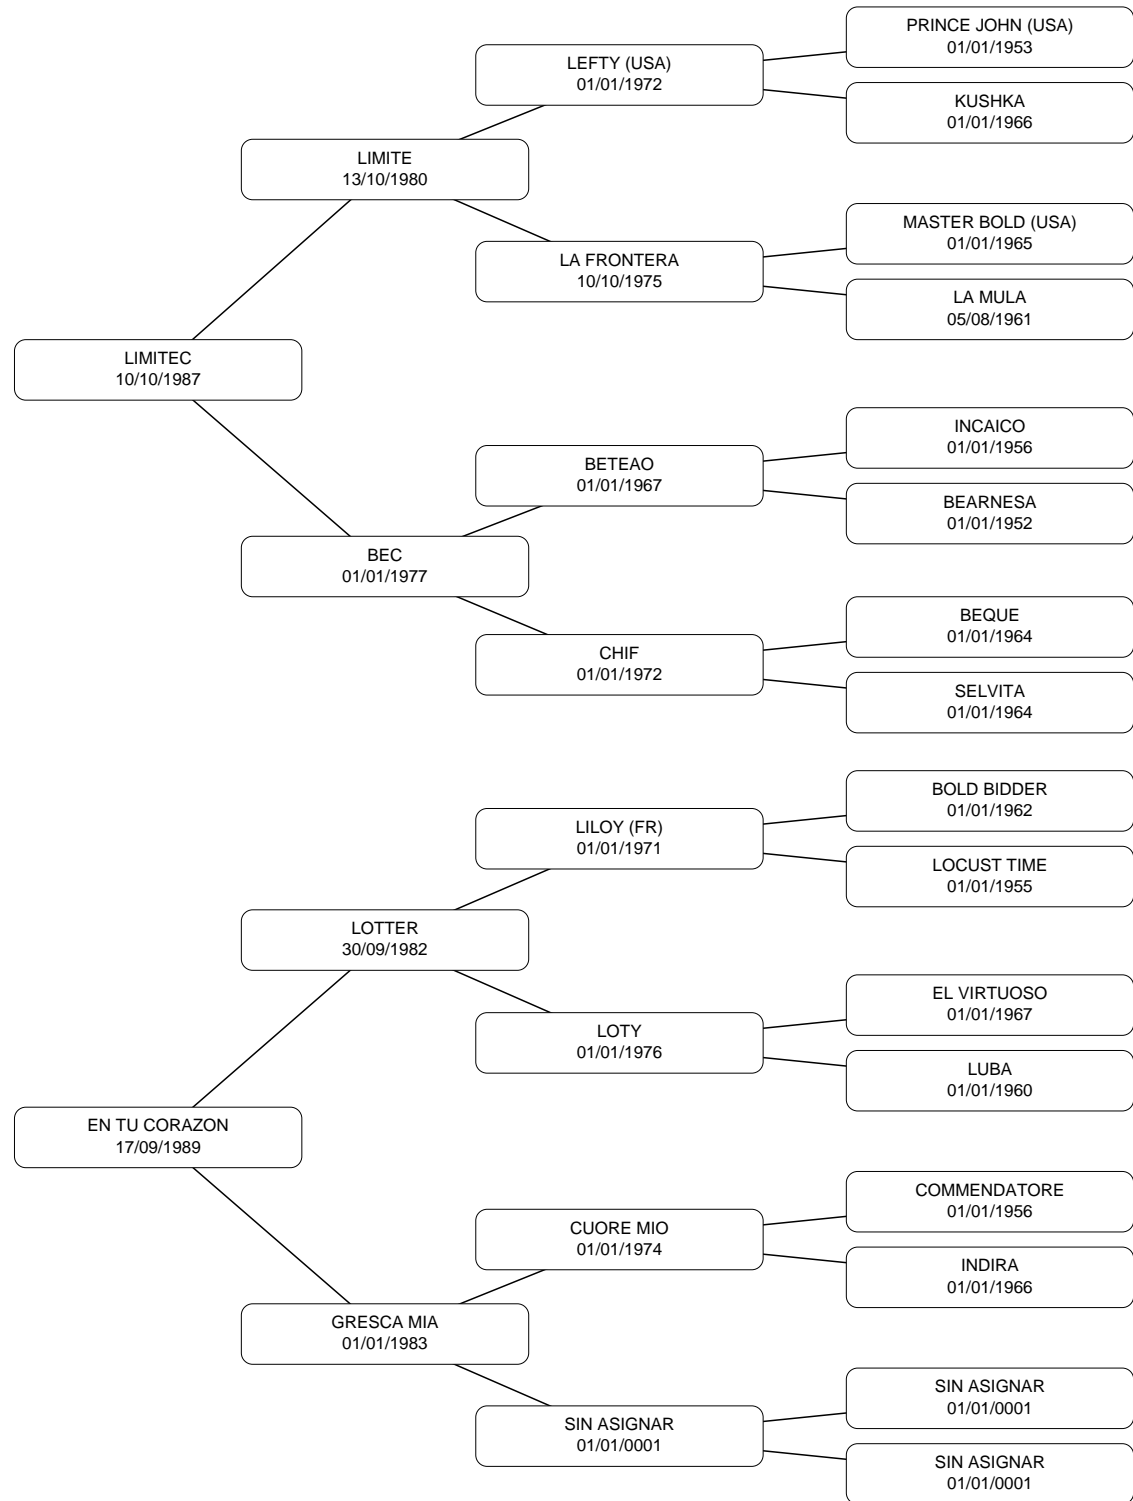 PRINCE JOHN (USA)
01/01/1953
LEFTY (USA)
01/01/1972
KUSHKA
01/01/1966
LIMITE
13/10/1980
MASTER BOLD (USA)
01/01/1965
LA FRONTERA
10/10/1975
LA MULA
05/08/1961
LIMITEC
10/10/1987
INCAICO
01/01/1956
BETEAO
01/01/1967
BEARNESA
01/01/1952
BEC
01/01/1977
BEQUE
01/01/1964
CHIF
01/01/1972
SELVITA
01/01/1964
BOLD BIDDER
01/01/1962
LILOY (FR)
01/01/1971
LOCUST TIME
01/01/1955
LOTTER
30/09/1982
EL VIRTUOSO
01/01/1967
LOTY
01/01/1976
LUBA
01/01/1960
EN TU CORAZON
17/09/1989
COMMENDATORE
01/01/1956
CUORE MIO
01/01/1974
INDIRA
01/01/1966
GRESCA MIA
01/01/1983
SIN ASIGNAR
01/01/0001
SIN ASIGNAR
01/01/0001
SIN ASIGNAR
01/01/0001